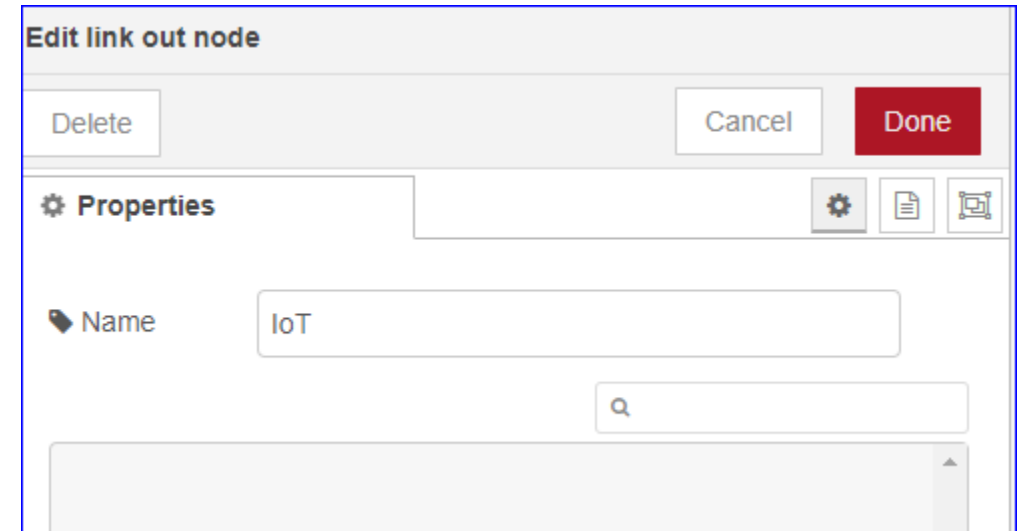 Edit link out node
Delete
Cancel
Done
Properties
Name
IoT